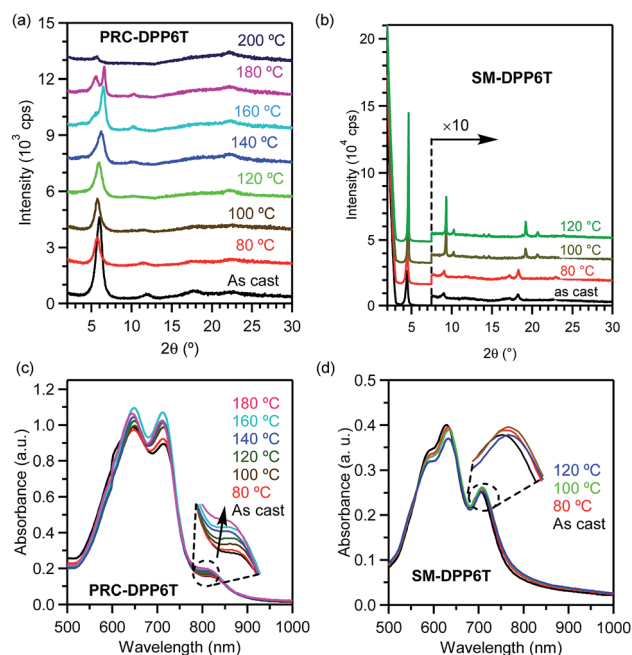 (a)
PRC-DPP6T
200 ºC
180 ºC
160 ºC
140 ºC
120 ºC
100 ºC
80 ºC
As cast
Intensity (10³ cps)
15
12
9
6
3
0
5 10 15 20 25 30
2θ (°)
(b)
SM-DPP6T
×10
120 ºC
100 ºC
80 ºC
as cast
Intensity (10⁴ cps)
20
15
10
5
0
5 10 15 20 25 30
2θ (°)
(c)
180 ºC
160 ºC
140 ºC
120 ºC
100 ºC
80 ºC
As cast
PRC-DPP6T
Absorbance (a.u.)
1.2
1.0
0.8
0.6
0.4
0.2
0.0
500 600 700 800 900 1000
Wavelength (nm)
(d)
120 ºC
100 ºC
80 ºC
As cast
SM-DPP6T
Absorbance (a.u.)
0.5
0.4
0.3
0.2
0.1
0.0
500 600 700 800 900 1000
Wavelength (nm)